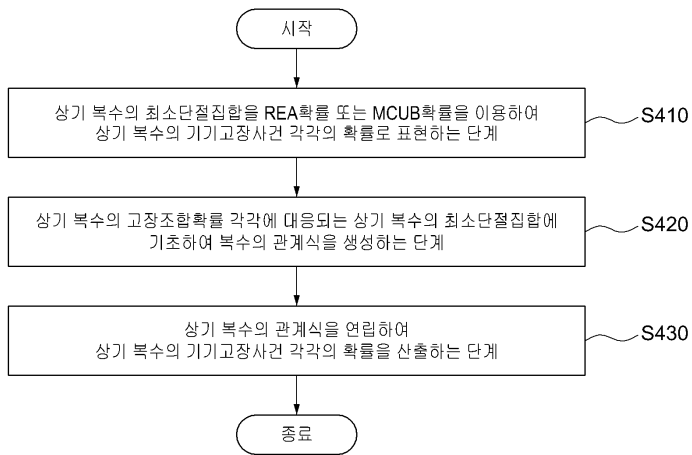 시작
상기 복수의 최소단절집합을 REA확률 또는 MCUB확률을 이용하여
상기 복수의 기기고장사건 각각의 확률로 표현하는 단계
S410
상기 복수의 고장조합확률 각각에 대응되는 상기 복수의 최소단절집합에
기초하여 복수의 관계식을 생성하는 단계
S420
상기 복수의 관계식을 연립하여
상기 복수의 기기고장사건 각각의 확률을 산출하는 단계
S430
종료